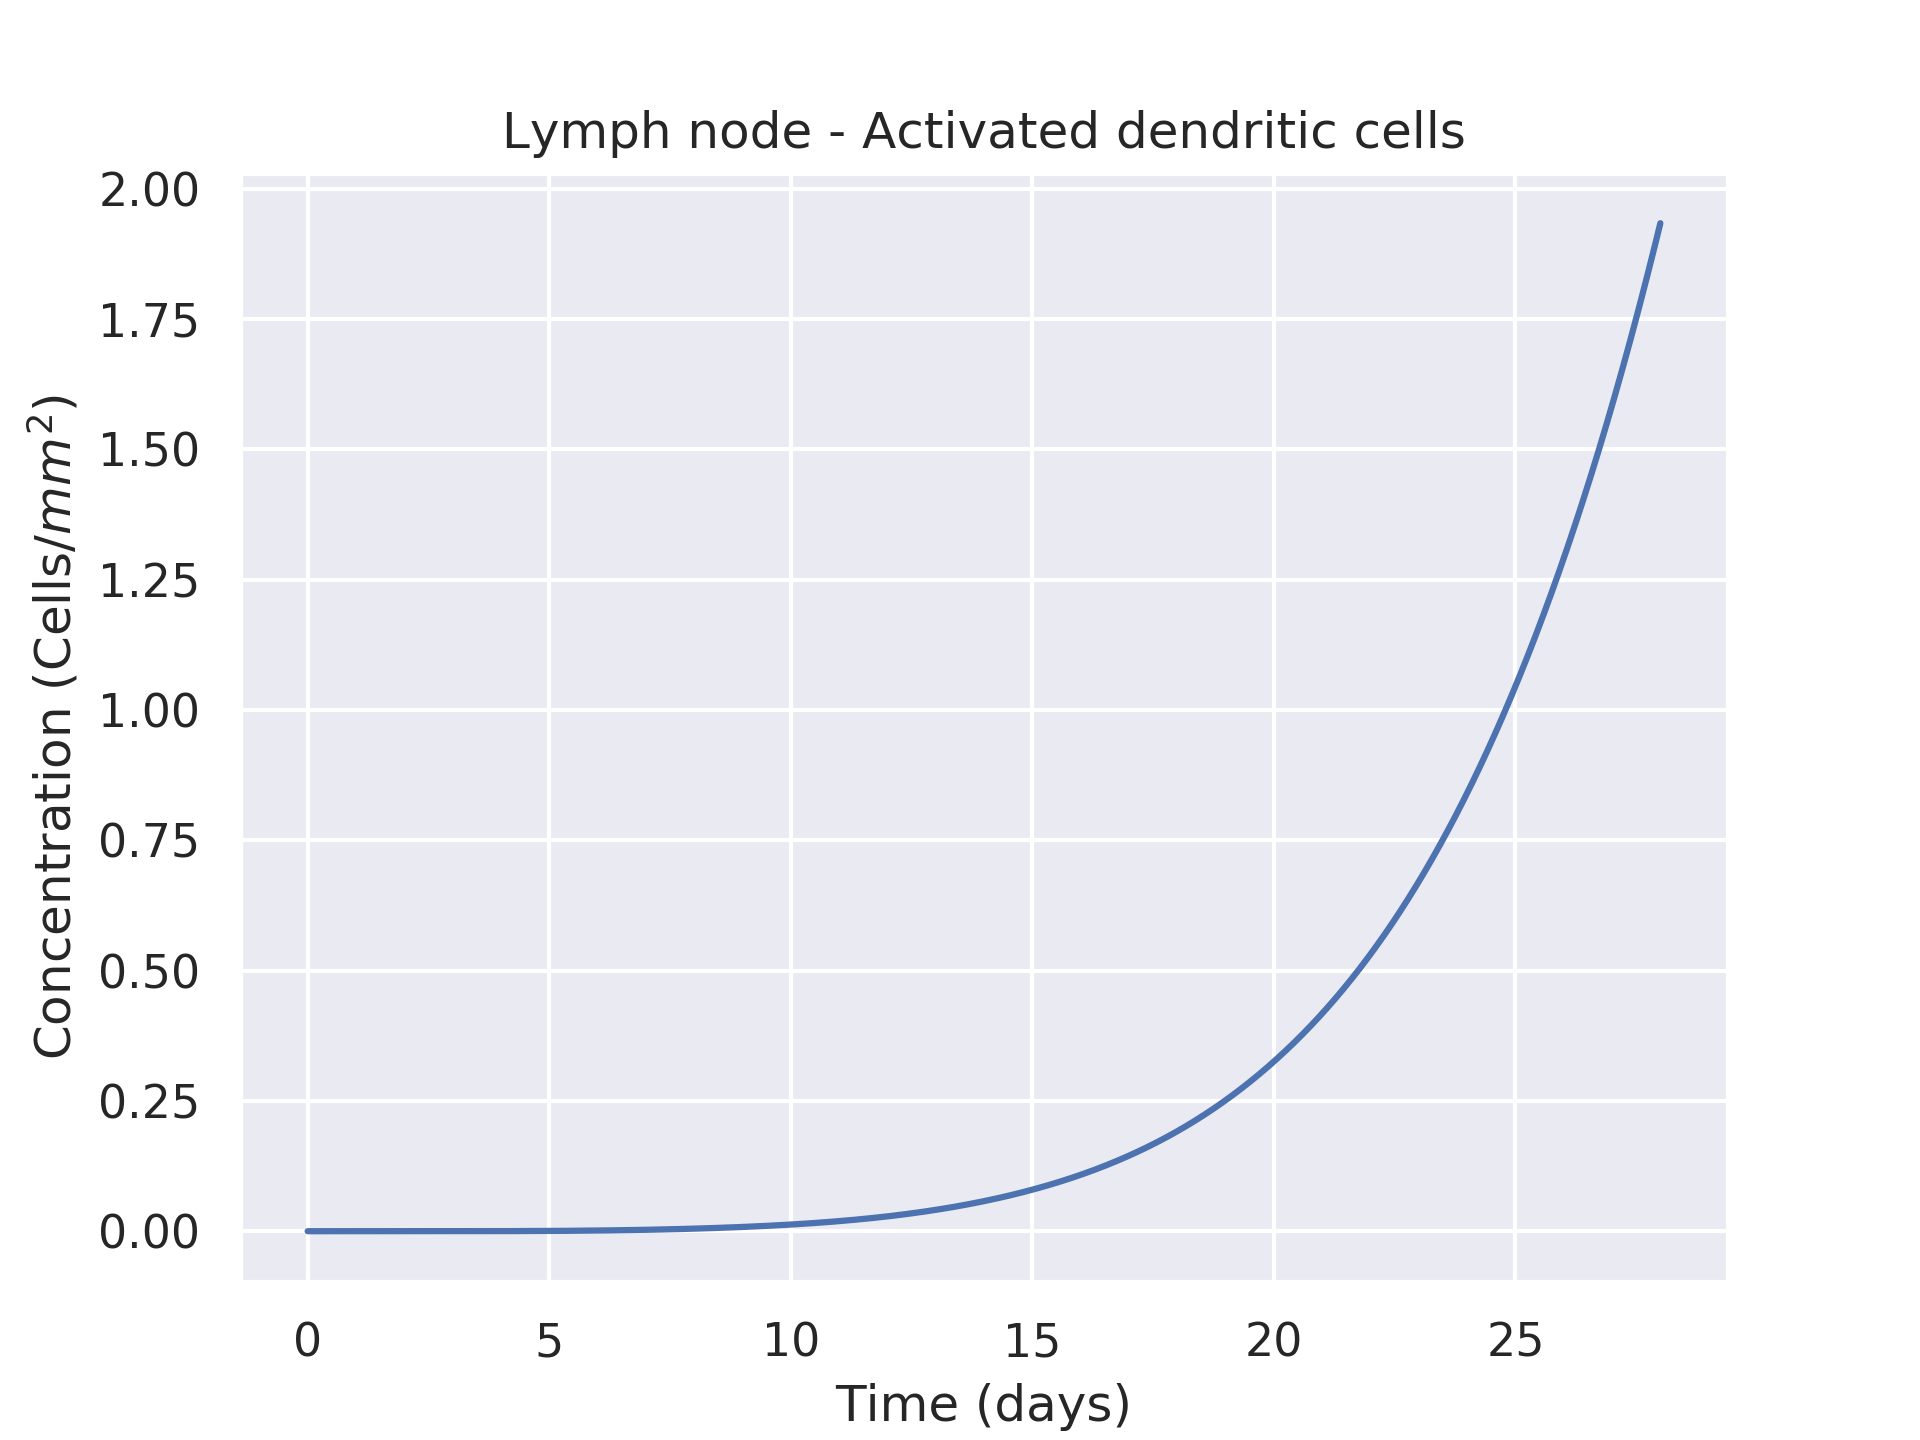 Lymph node - Activated dendritic cells
2.00
1.75
1.50
1.25
1.00
0.75
0.50
0.25
0.00
Concentration (Cells/mm²)
0 5 10 15 20 25
Time (days)